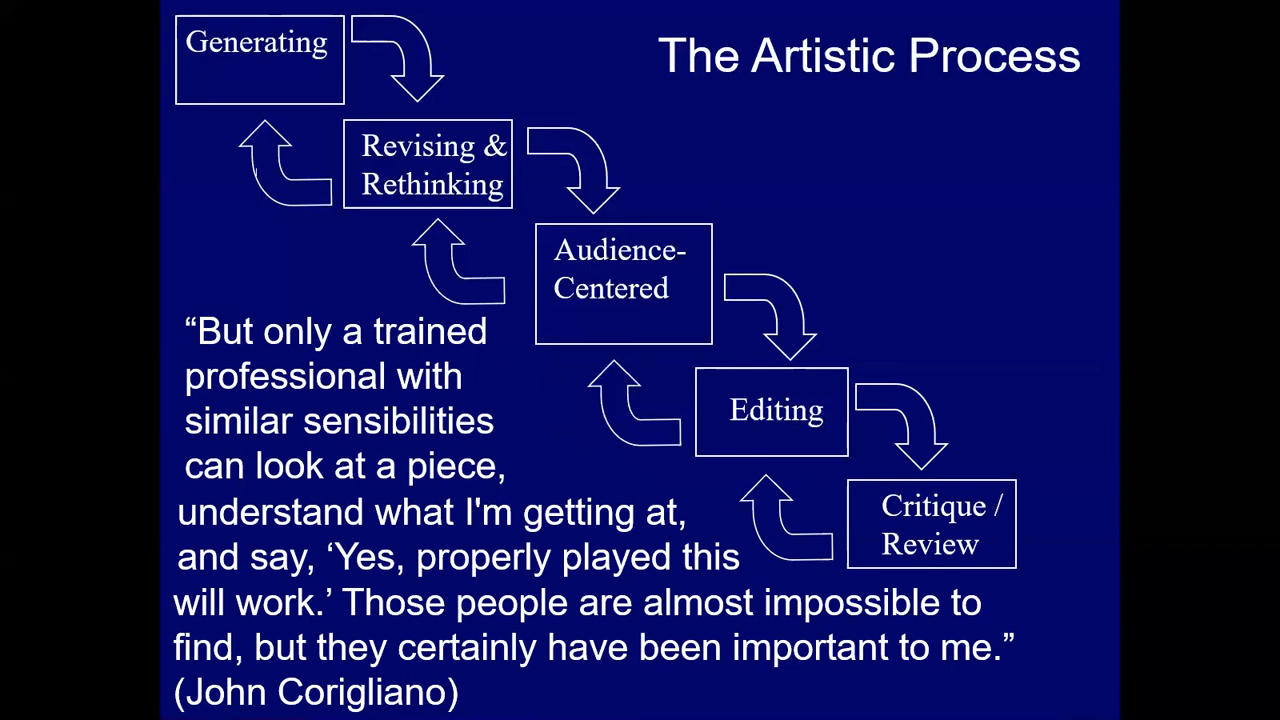 Generating
The Artistic Process
Revising &
Rethinking
Audience-
Centered
Editing
Critique /
Review
“But only a trained
professional with
similar sensibilities
can look at a piece,
understand what I'm getting at,
and say, ‘Yes, properly played this
will work.’ Those people are almost impossible to
find, but they certainly have been important to me.”
(John Corigliano)